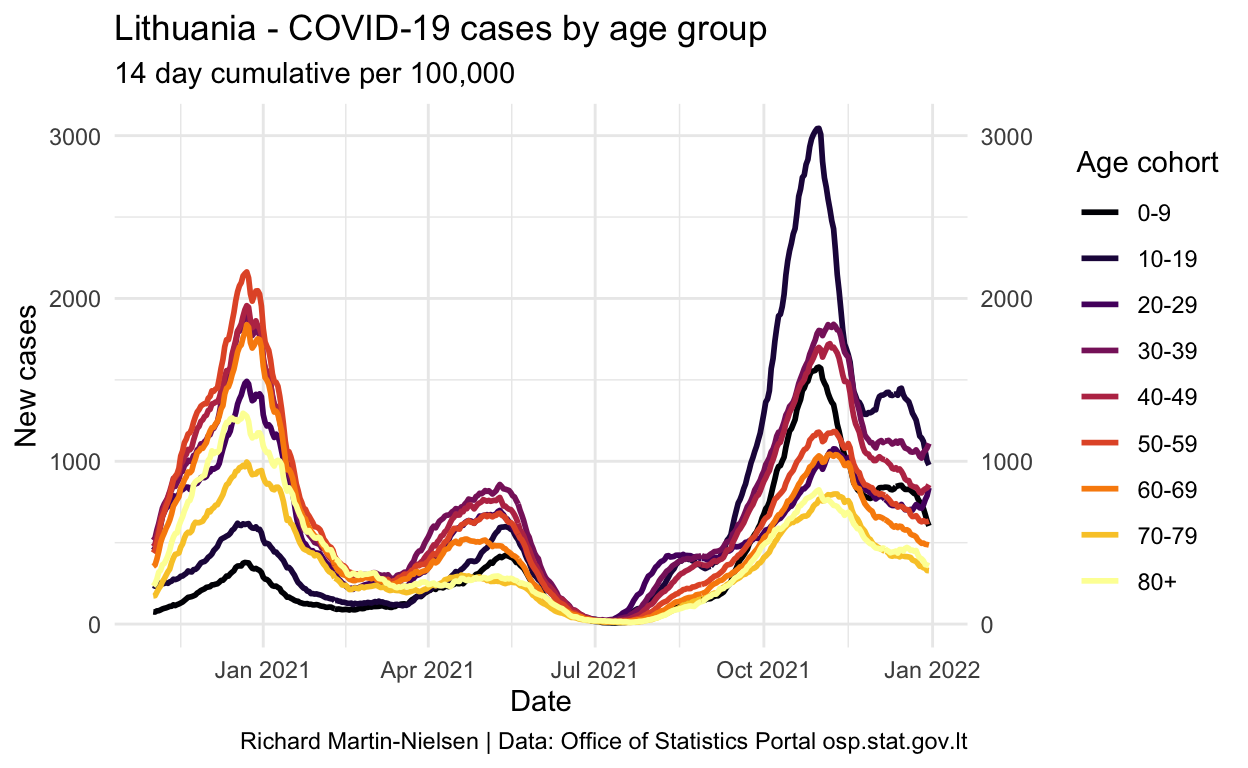 Lithuania - COVID-19 cases by age group
14 day cumulative per 100,000
3000
2000
1000
0
New cases
3000
2000
1000
0
Jan 2021 Apr 2021 Jul 2021 Oct 2021 Jan 2022
Date
Age cohort
0-9
10-19
20-29
30-39
40-49
50-59
60-69
70-79
80+
Richard Martin-Nielsen | Data: Office of Statistics Portal osp.stat.gov.lt